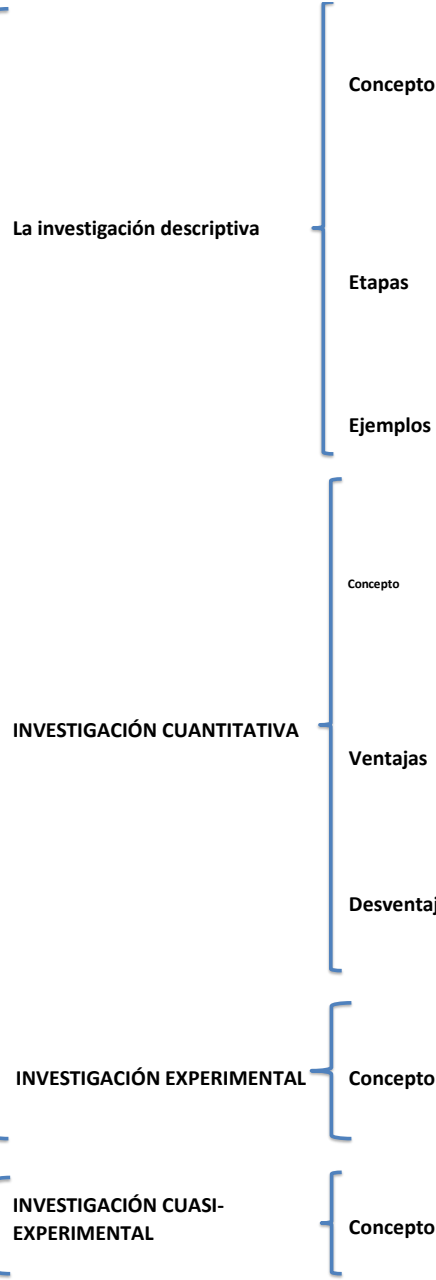 Concepto
La investigación descriptiva
Etapas
Ejemplos
Concepto
INVESTIGACIÓN CUANTITATIVA
Ventajas
Desventaj
INVESTIGACIÓN EXPERIMENTAL
Concepto
INVESTIGACIÓN CUASI-
EXPERIMENTAL
Concepto